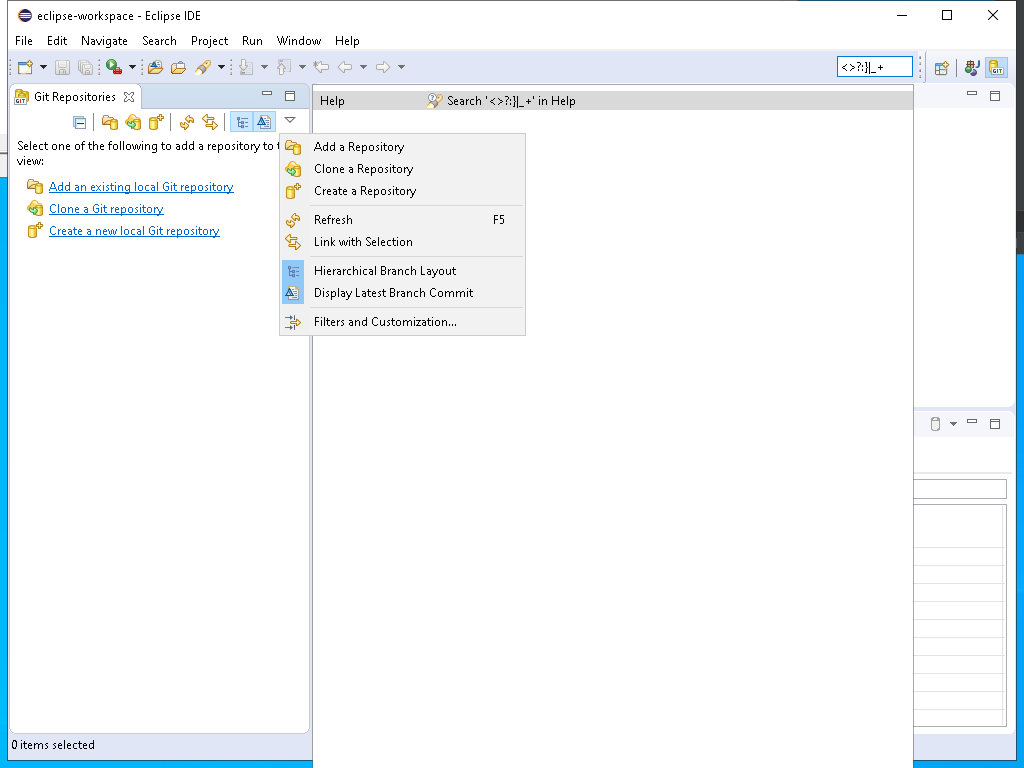 eclipse-workspace - Eclipse IDE
File Edit Navigate Search Project Run Window Help
<>?:}|_+
GIT
GIT Git Repositories
Help Search '<>?:}|_+' in Help
Select one of the following to add a repository to
view:
Add an existing local Git repository
Clone a Git repository
Create a new local Git repository
Add a Repository
Clone a Repository
Create a Repository
Refresh F5
Link with Selection
Hierarchical Branch Layout
Display Latest Branch Commit
Filters and Customization...
0 items selected